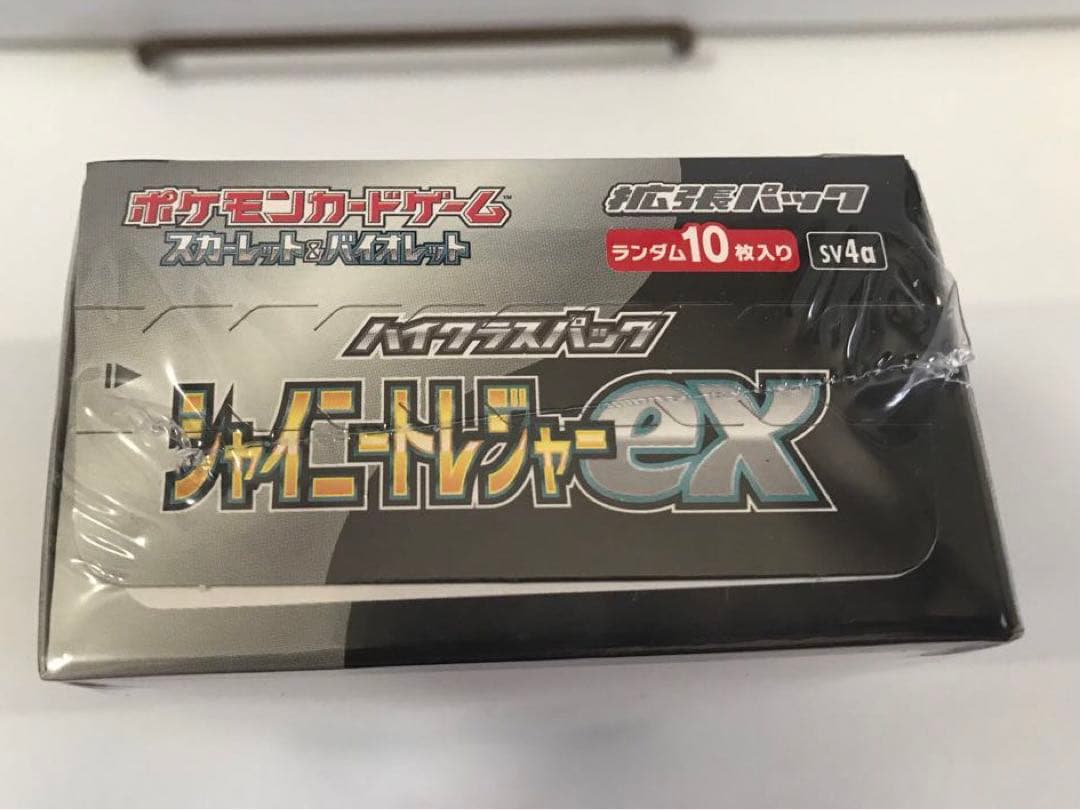 ポケモンカードゲーム™
スカーレット&バイオレット
拡張パック
ランダム10枚入り
sv4a
ハイクラスパック
シャイニートレジャーex